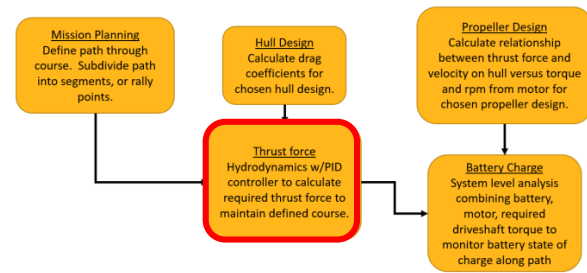 Mission Planning
Define path through
course. Subdivide path
into segments, or rally
points.
Hull Design
Calculate drag
coefficients for
chosen hull design.
Propeller Design
Calculate relationship
between thrust force and
velocity on hull versus torque
and rpm from motor for
chosen propeller design.
Thrust force
Hydrodynamics w/PID
controller to calculate
required thrust force to
maintain defined course.
Battery Charge
System level analysis
combining battery,
motor, required
driveshaft torque to
monitor battery state of
charge along path